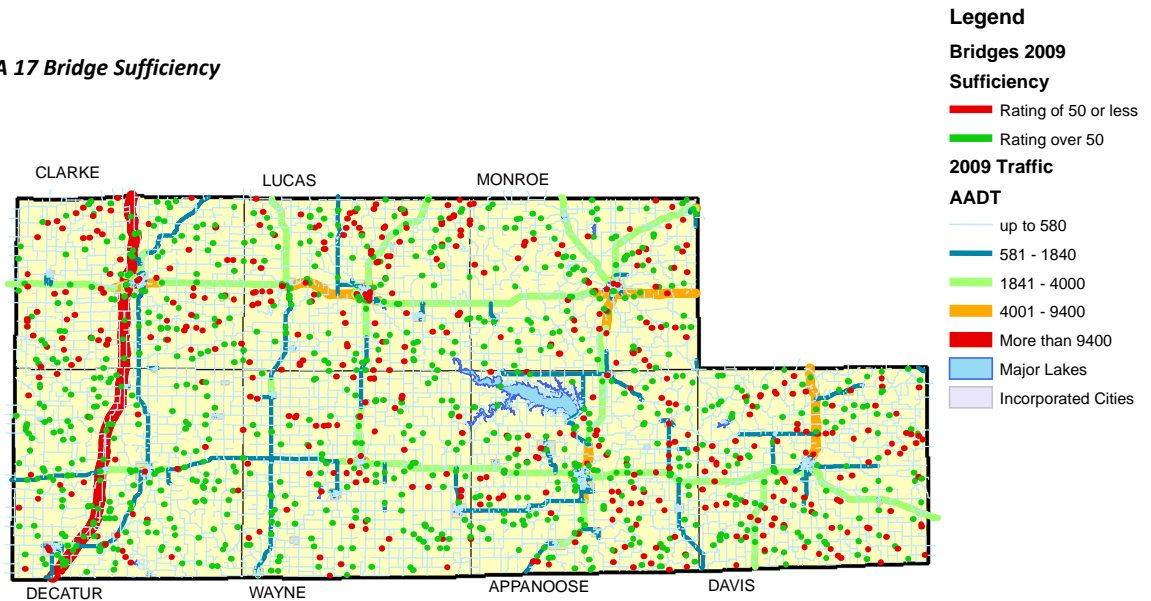 A 17 Bridge Sufficiency
CLARKE
LUCAS
MONROE
DECATUR
WAYNE
APPANOOSE
DAVIS
Legend
Bridges 2009
Sufficiency
Rating of 50 or less
Rating over 50
2009 Traffic
AADT
up to 580
581 - 1840
1841 - 4000
4001 - 9400
More than 9400
Major Lakes
Incorporated Cities